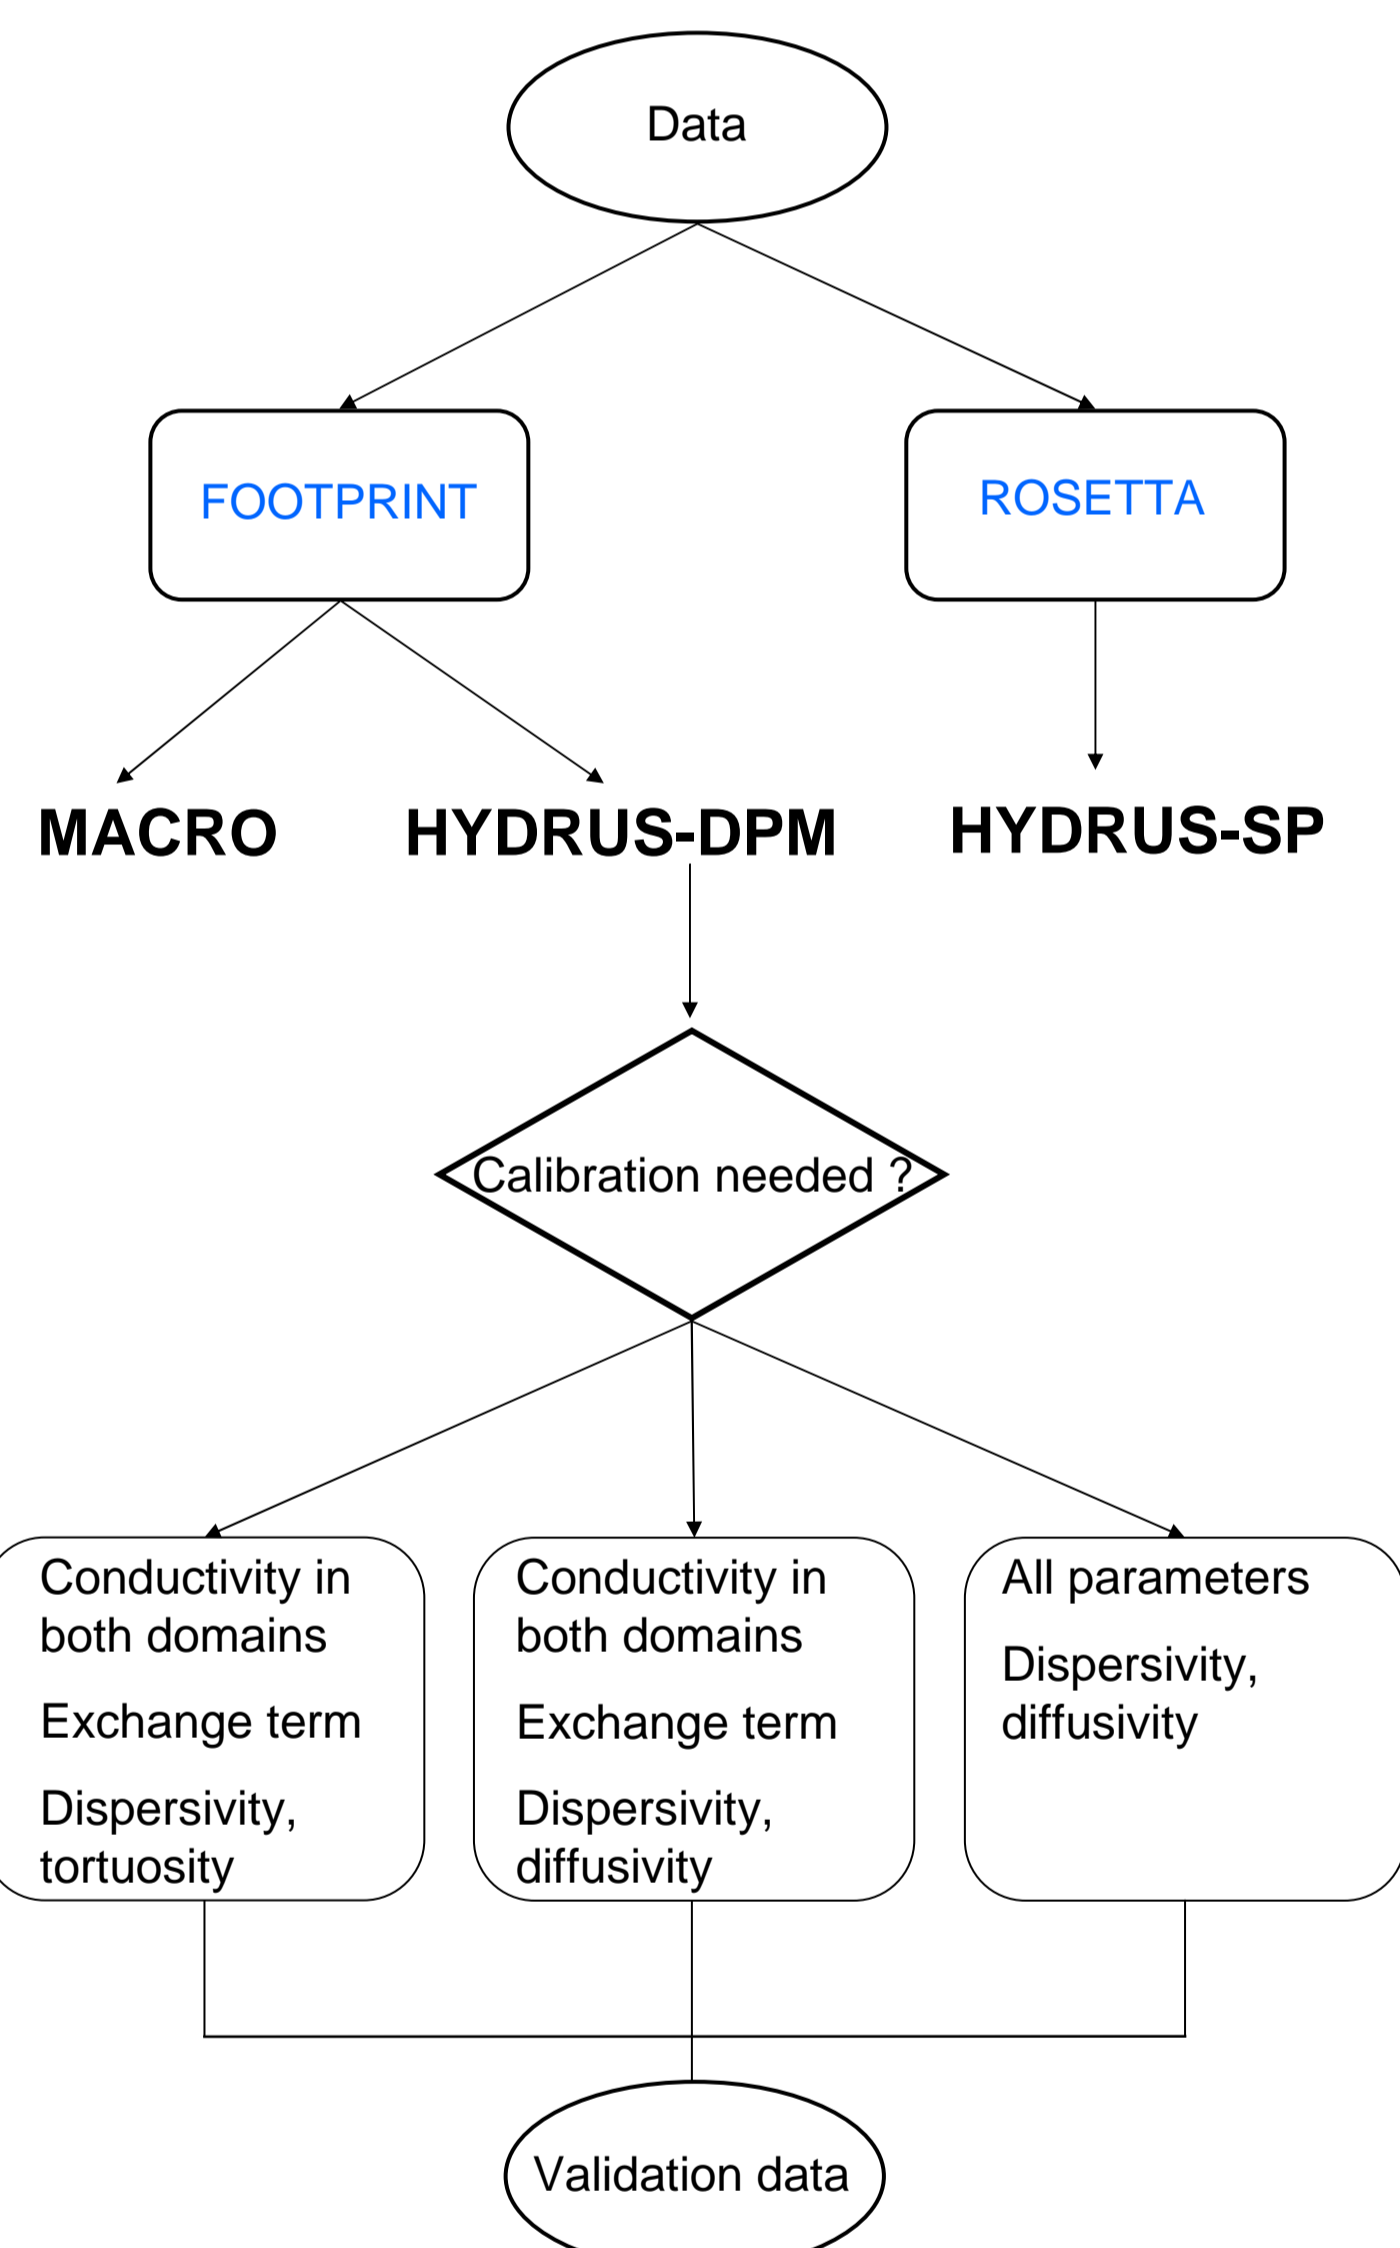 Data
FOOTPRINT
ROSETTA
MACRO
HYDRUS-DPM
HYDRUS-SP
Calibration needed ?
Conductivity in
both domains
Exchange term
Dispersivity,
tortuosity
Conductivity in
both domains
Exchange term
Dispersivity,
diffusivity
All parameters
Dispersivity,
diffusivity
Validation data